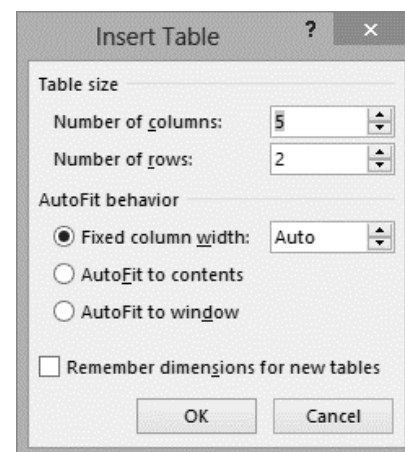 Insert Table ? ×
Table size
Number of columns: 5
Number of rows: 2
AutoFit behavior
Fixed column width: Auto
AutoFit to contents
AutoFit to window
Remember dimensions for new tables
OK Cancel